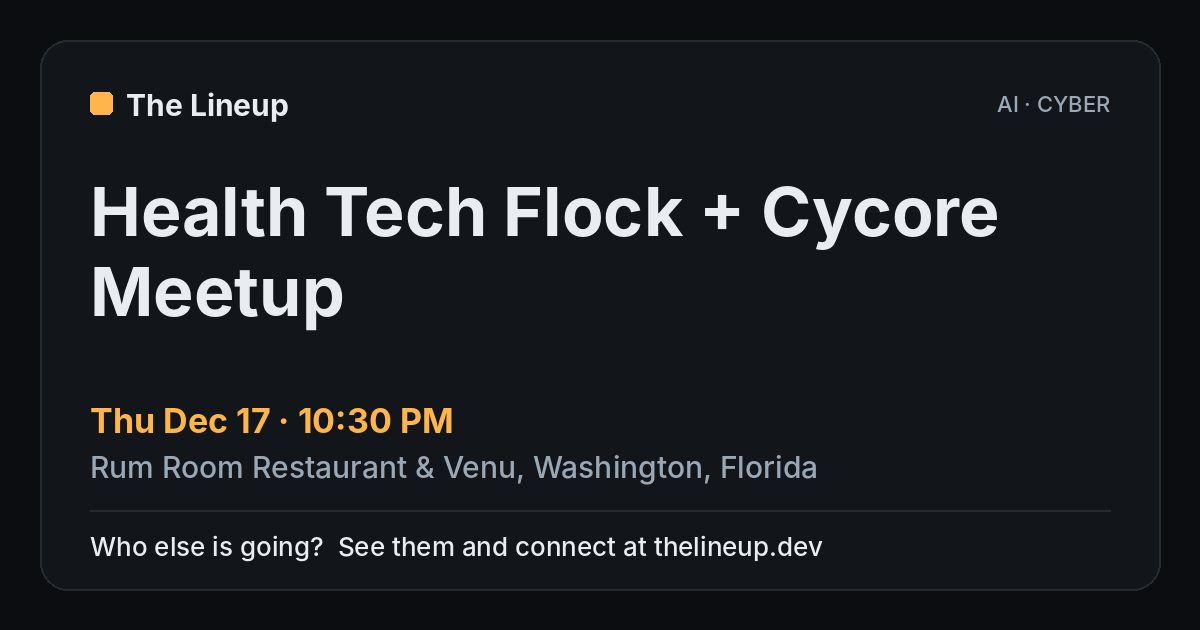 The Lineup
AI · CYBER
Health Tech Flock + Cycore
Meetup
Thu Dec 17 · 10:30 PM
Rum Room Restaurant & Venu, Washington, Florida
Who else is going? See them and connect at thelineup.dev